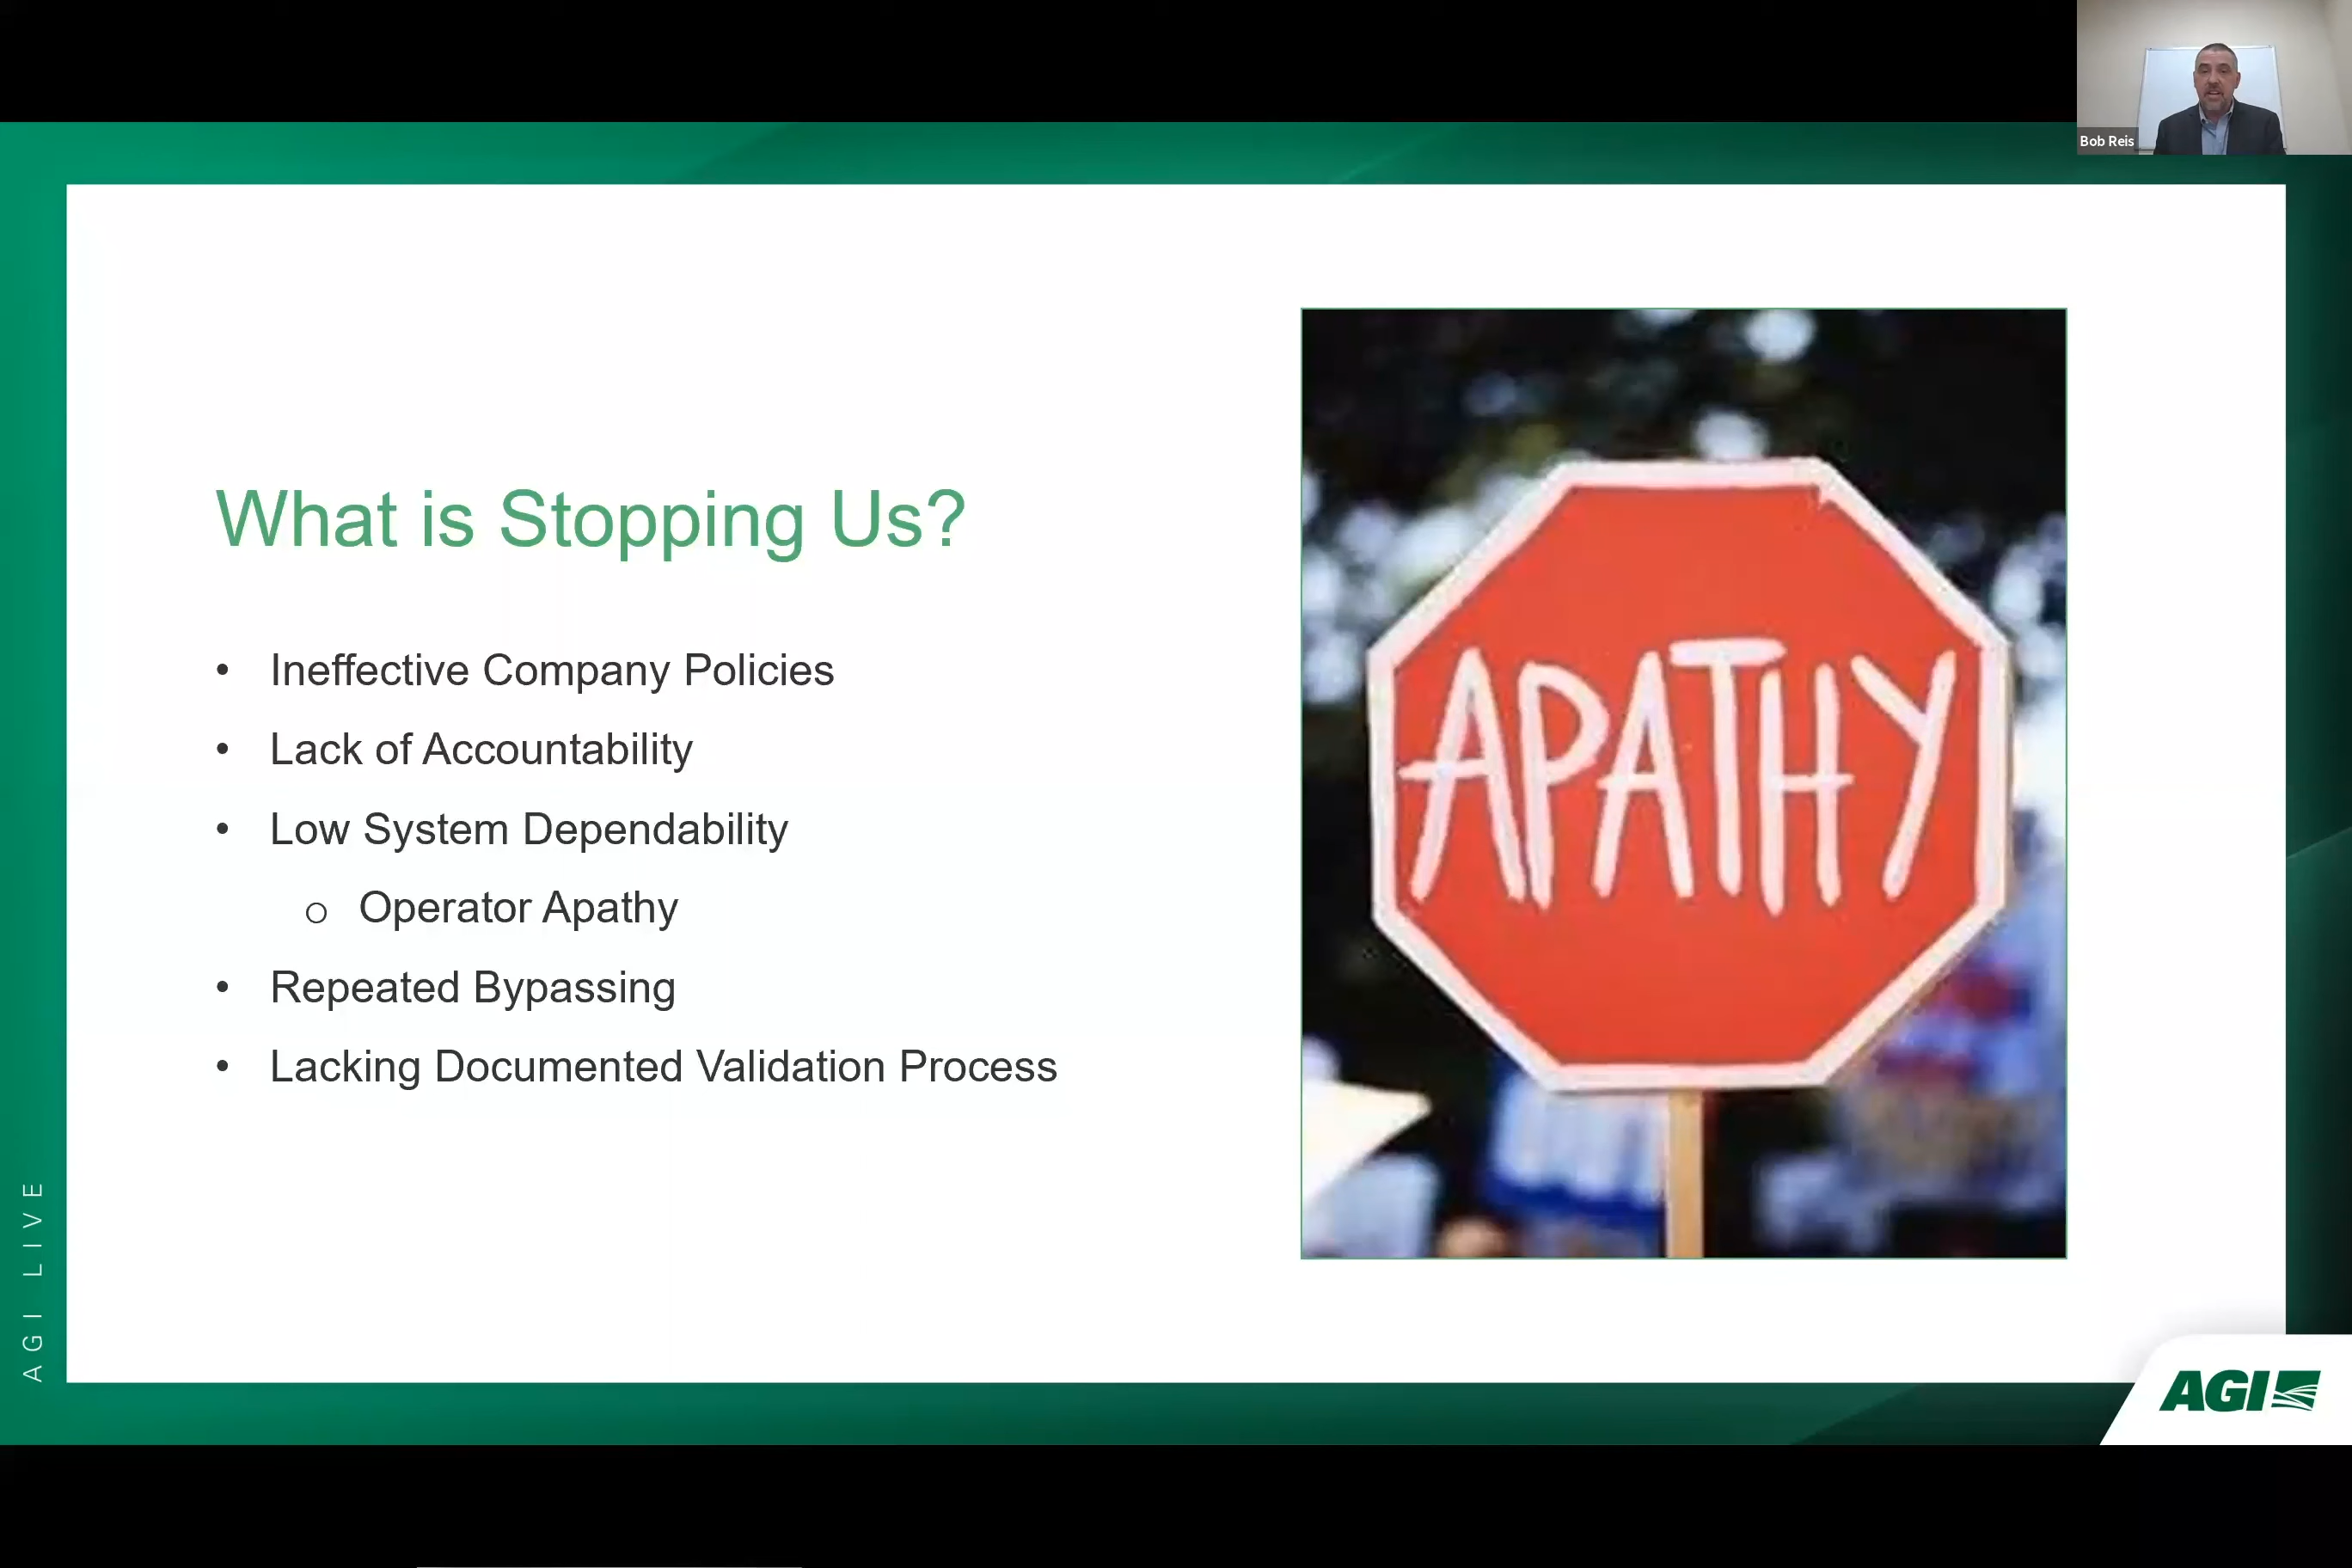 Bob Reis
What is Stopping Us?
• Ineffective Company Policies
• Lack of Accountability
• Low System Dependability
o Operator Apathy
• Repeated Bypassing
• Lacking Documented Validation Process
APATHY
AGI LIVE
AGI